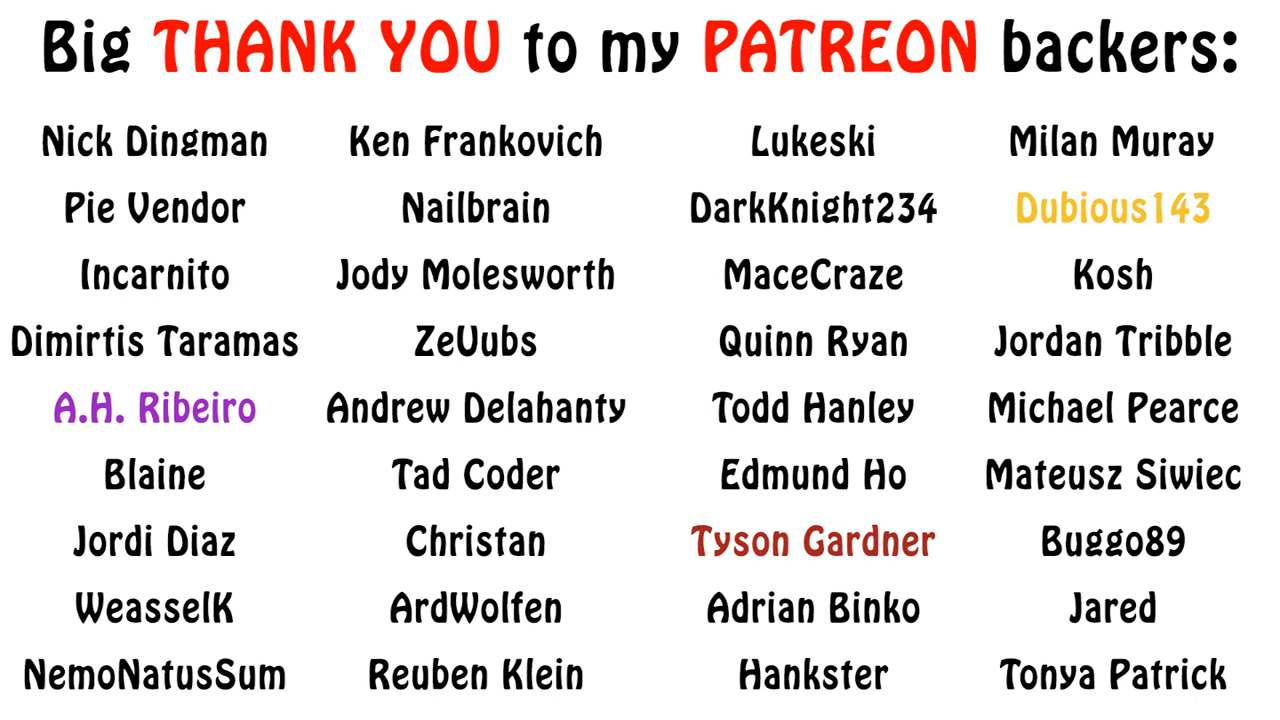 Big THANK YOU to my PATREON backers:
Nick Dingman Ken Frankovich Lukeski Milan Muray
Pie Vendor Nailbrain DarkKnight234 Dubious143
Incarnito Jody Molesworth MaceCraze Kosh
Dimirtis Taramas ZeVubs Quinn Ryan Jordan Tribble
A.H. Ribeiro Andrew Delahanty Todd Hanley Michael Pearce
Blaine Tad Coder Edmund Ho Mateusz Siwiec
Jordi Diaz Christan Tyson Gardner Buggo89
WeasselK ArdWolfen Adrian Binko Jared
NemoNatusSum Reuben Klein Hankster Tonya Patrick